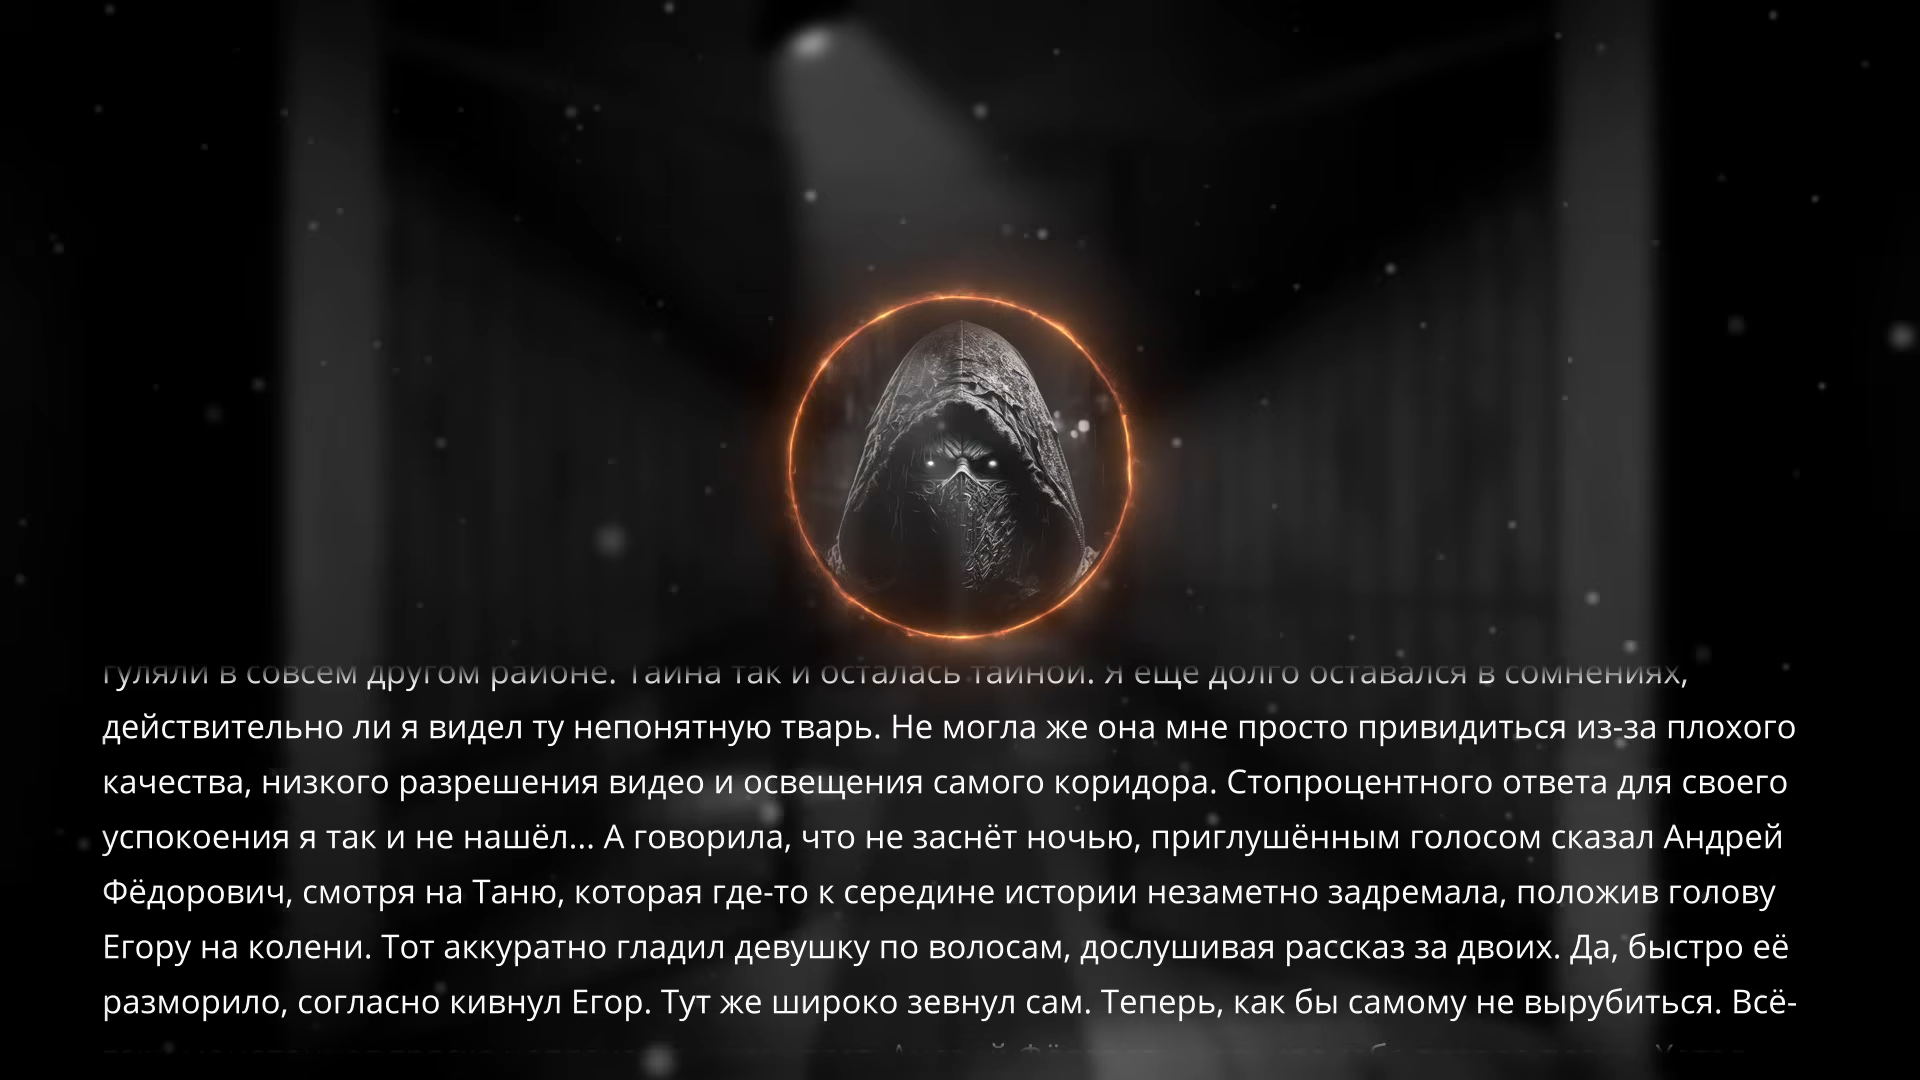 гуляли в совсем другом районе. Тайна так и осталась тайной. Я ещё долго оставался в сомнениях,
действительно ли я видел ту непонятную тварь. Не могла же она мне просто привидиться из-за плохого
качества, низкого разрешения видео и освещения самого коридора. Стопроцентного ответа для своего
успокоения я так и не нашёл... А говорила, что не заснёт ночью, приглушённым голосом сказал Андрей
Фёдорович, смотря на Таню, которая где-то к середине истории незаметно задремала, положив голову
Егору на колени. Тот аккуратно гладил девушку по волосам, дослушивая рассказ за двоих. Да, быстро её
разморило, согласно кивнул Егор. Тут же широко зевнул сам. Теперь, как бы самому не вырубиться. Всё-